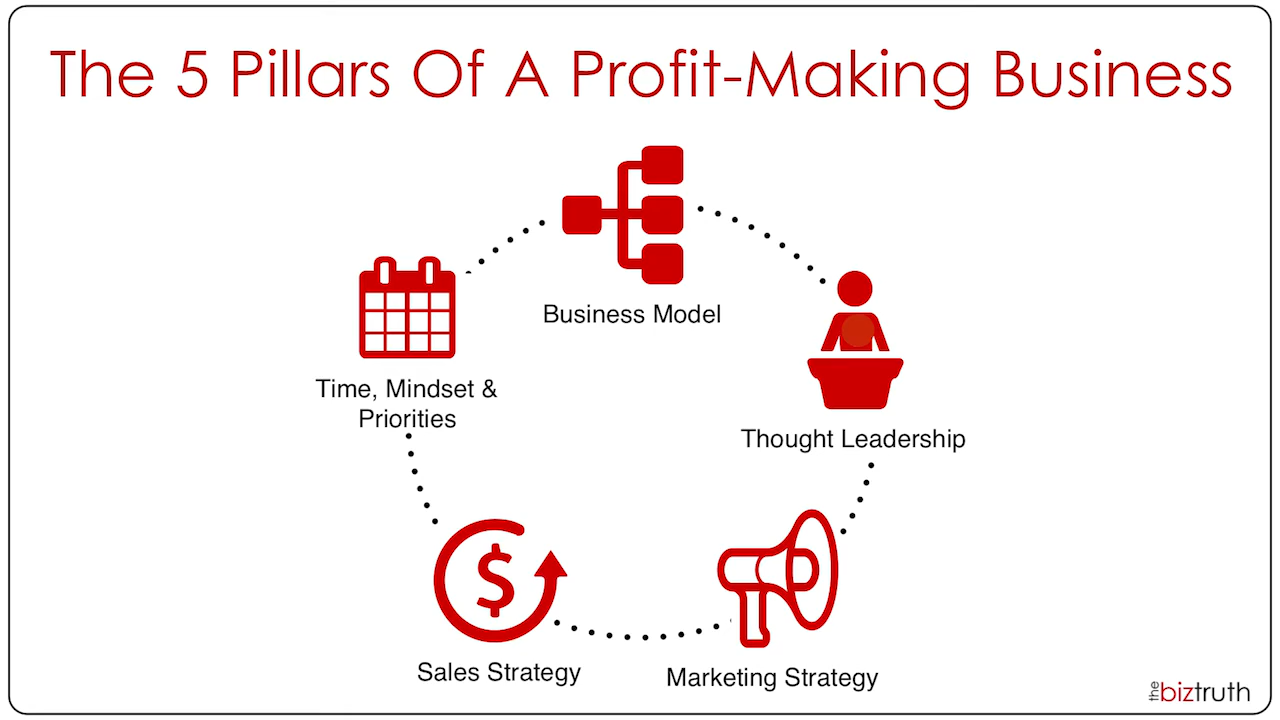 The 5 Pillars Of A Profit-Making Business
Business Model
Time, Mindset &
Priorities
Thought Leadership
$
Sales Strategy
Marketing Strategy
the biztruth